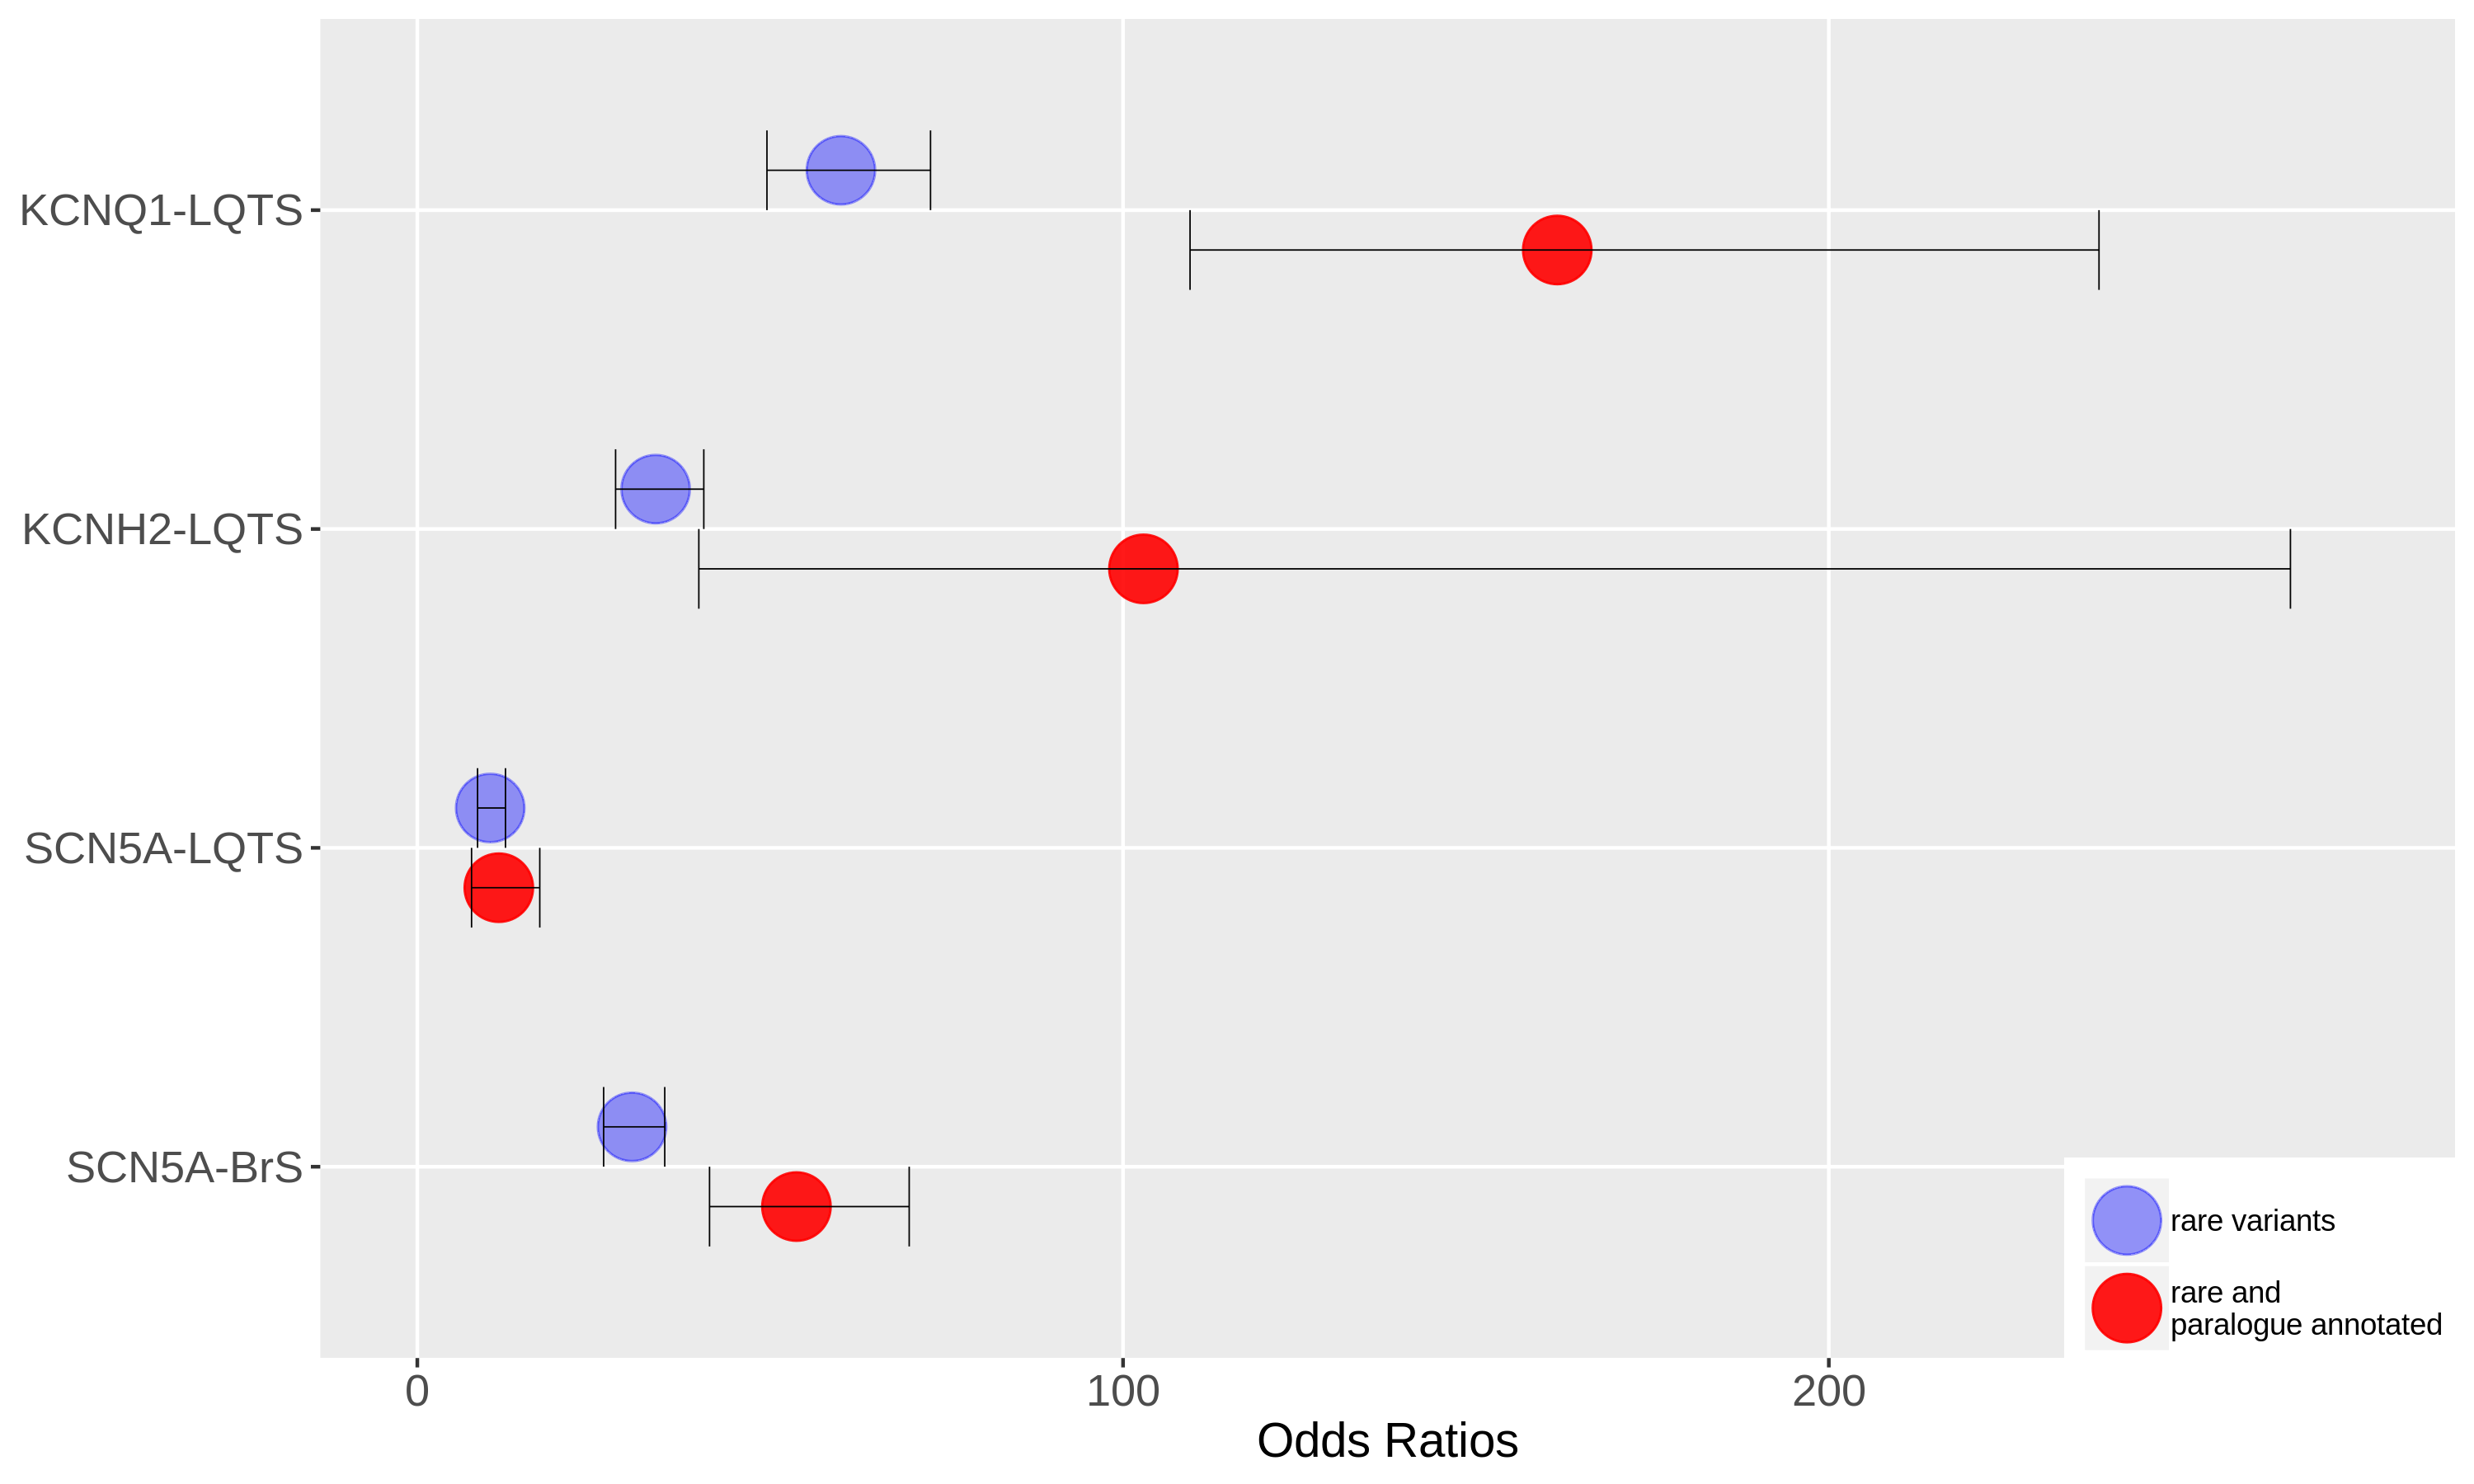 KCNQ1-LQTS
KCNH2-LQTS
SCN5A-LQTS
SCN5A-BrS
rare variants
rare and
paralogue annotated
0
100
200
Odds Ratios